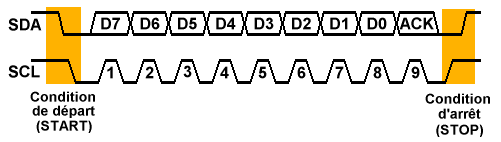 SDA D7 D6 D5 D4 D3 D2 D1 D0 ACK
SCL 1 2 3 4 5 6 7 8 9
Condition
de départ
(START)
Condition
d'arrêt
(STOP)